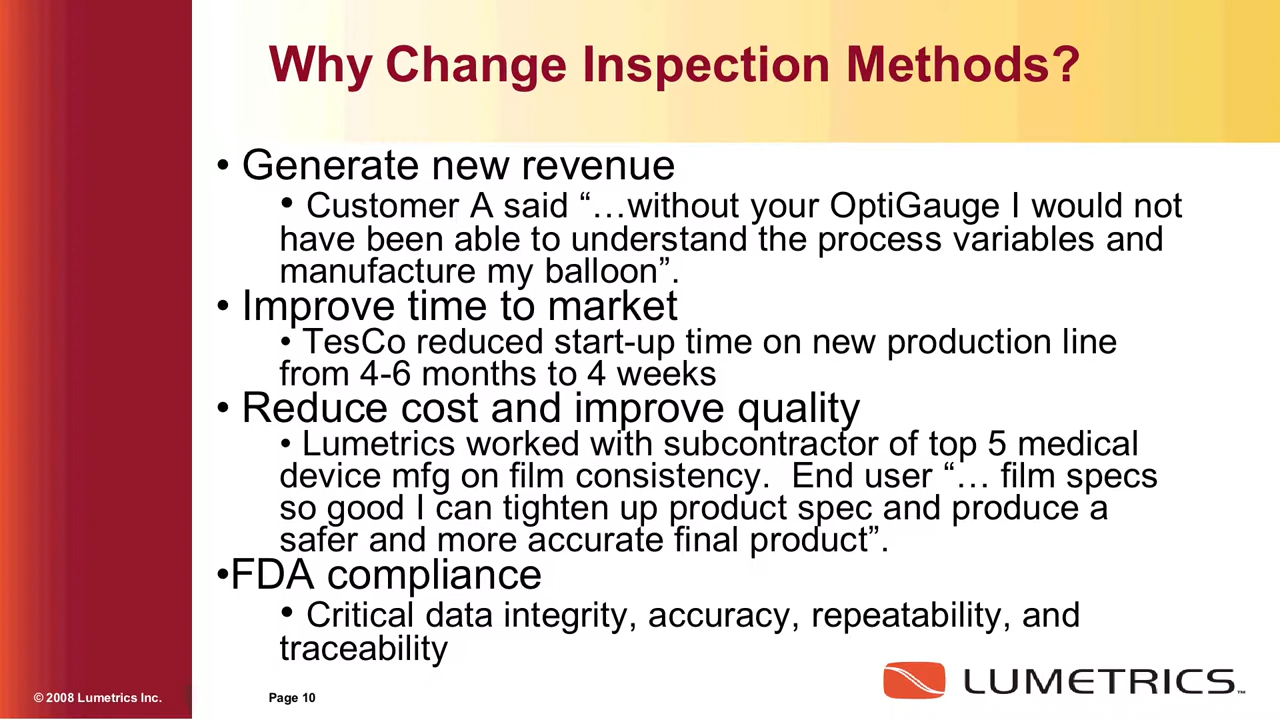 Why Change Inspection Methods?
• Generate new revenue
• Customer A said “…without your OptiGauge I would not
have been able to understand the process variables and
manufacture my balloon”.
• Improve time to market
• TesCo reduced start-up time on new production line
from 4-6 months to 4 weeks
• Reduce cost and improve quality
• Lumetrics worked with subcontractor of top 5 medical
device mfg on film consistency.  End user “… film specs
so good I can tighten up product spec and produce a
safer and more accurate final product”.
•FDA compliance
• Critical data integrity, accuracy, repeatability, and
traceability
© 2008 Lumetrics Inc.
Page 10
LUMETRICS™